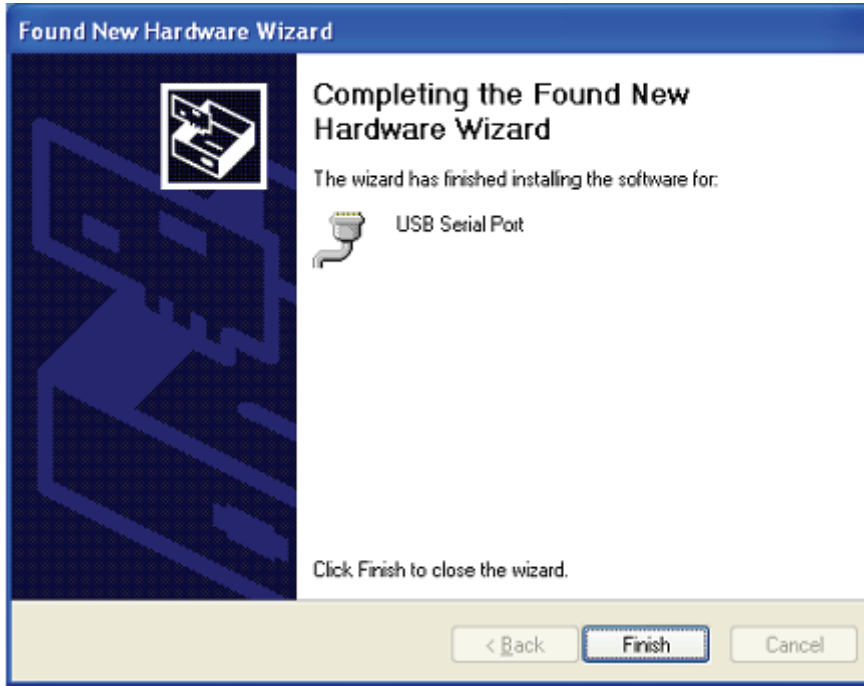 Found New Hardware Wizard
Completing the Found New
Hardware Wizard
The wizard has finished installing the software for:
USB Serial Port
Click Finish to close the wizard.
< Back Finish Cancel